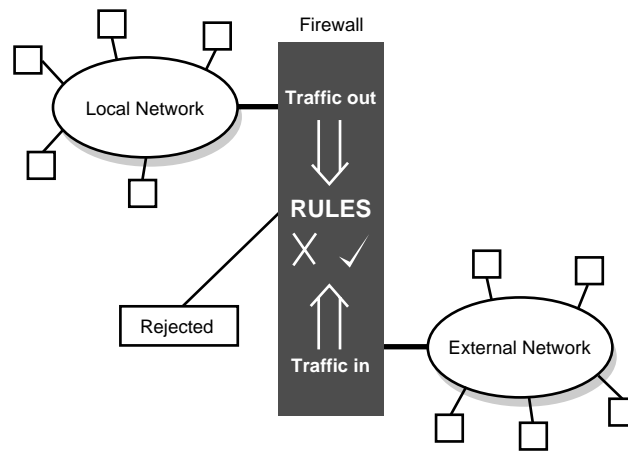 Firewall
Local Network
Traffic out
RULES
Rejected
Traffic in
External Network